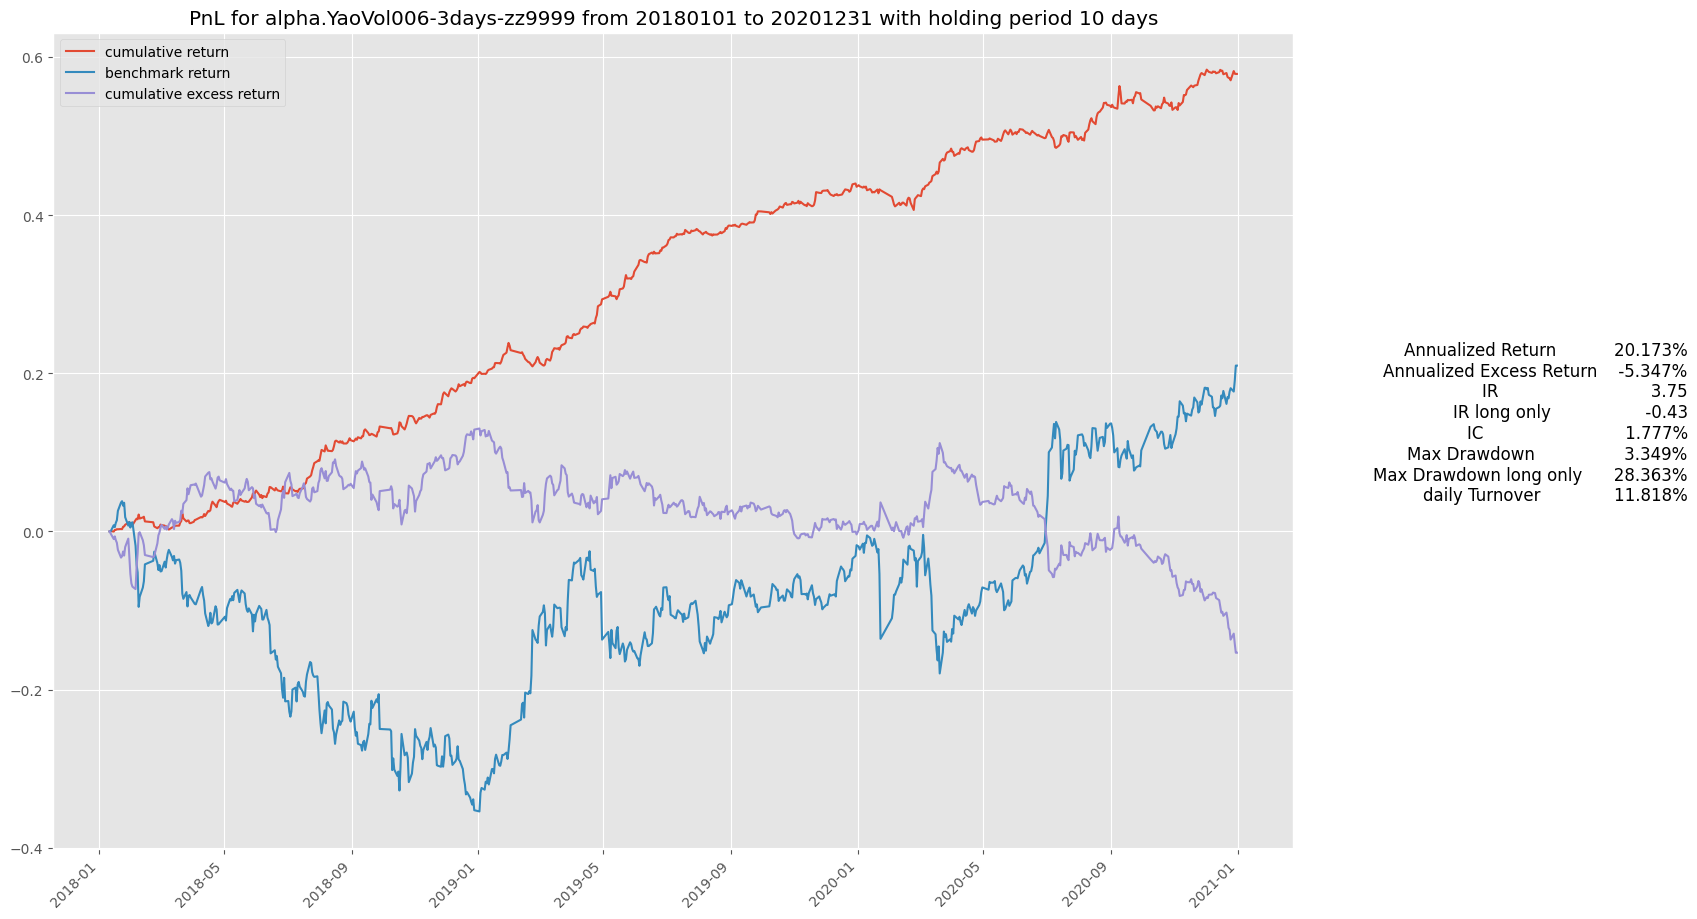 PnL for alpha.YaoVol006-3days-zz9999 from 20180101 to 20201231 with holding period 10 days
cumulative return
benchmark return
cumulative excess return
0.6
0.4
0.2
0.0
−0.2
−0.4
2018-01
2018-05
2018-09
2019-01
2019-05
2019-09
2020-01
2020-05
2020-09
2021-01
Annualized Return 20.173%
Annualized Excess Return -5.347%
IR 3.75
IR long only -0.43
IC 1.777%
Max Drawdown 3.349%
Max Drawdown long only 28.363%
daily Turnover 11.818%